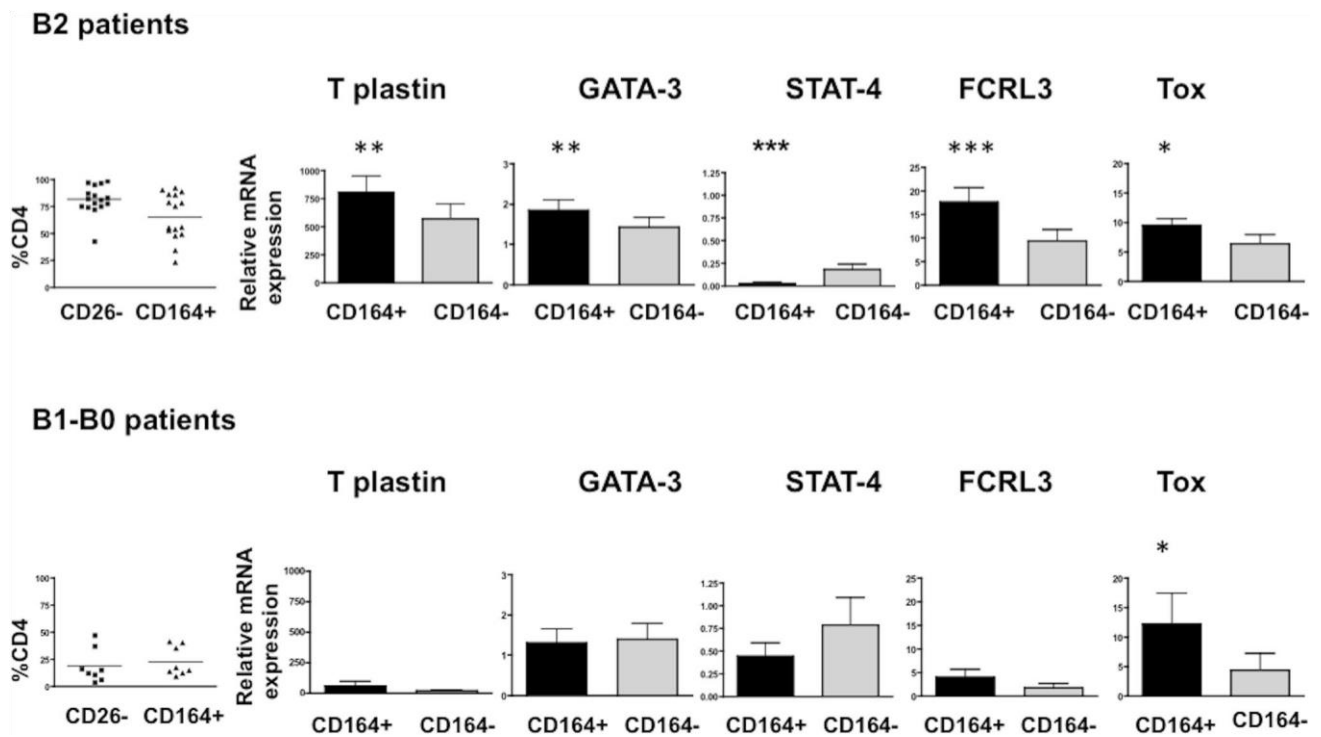 B2 patients
T plastin GATA-3 STAT-4 FCRL3 Tox
** ** *** *** *
%CD4
100
75
50
25
0
CD26- CD164+
Relative mRNA
expression
1000
750
500
250
0
CD164+ CD164-
3
2
1
0
CD164+ CD164-
1.25
1.00
0.75
0.50
0.25
0.00
CD164+ CD164-
25
20
15
10
5
0
CD164+ CD164-
20
15
10
5
0
CD164+ CD164-
B1-B0 patients
T plastin GATA-3 STAT-4 FCRL3 Tox
*
%CD4
100
75
50
25
0
CD26- CD164+
Relative mRNA
expression
1000
750
500
250
0
CD164+ CD164-
3
2
1
0
CD164+ CD164-
1.25
1.00
0.75
0.50
0.25
0.00
CD164+ CD164-
25
20
15
10
5
0
CD164+ CD164-
20
15
10
5
0
CD164+ CD164-